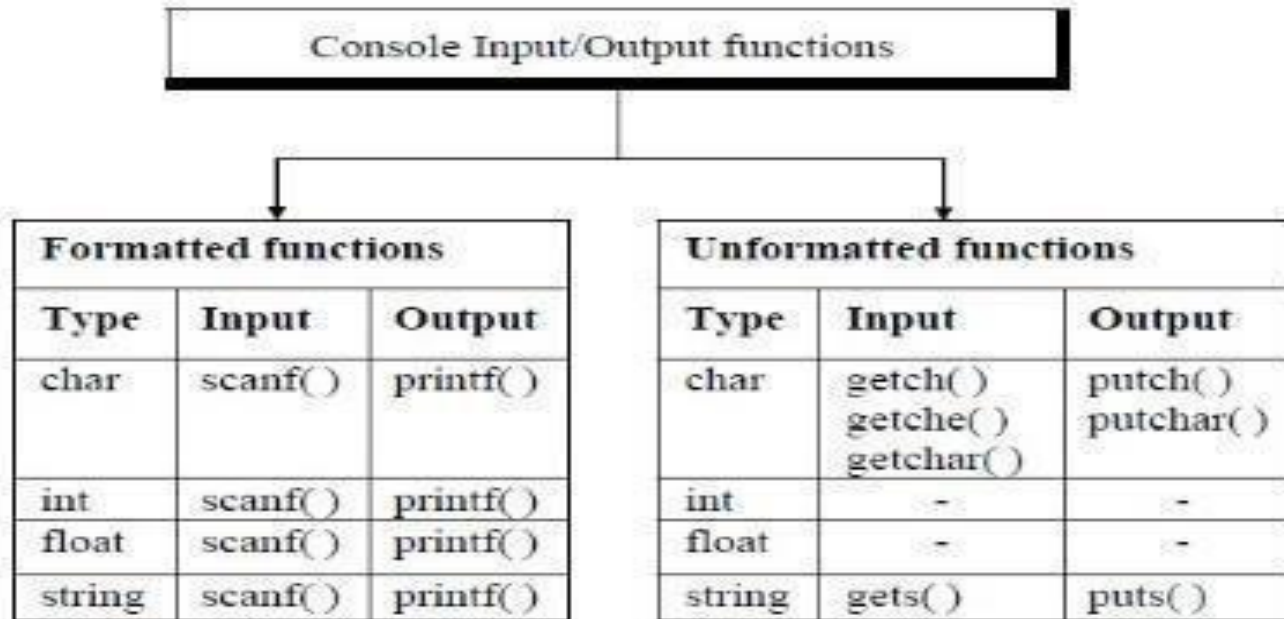 Console Input/Output functions
Formatted functions
Type Input Output
char scanf( ) printf( )
int scanf( ) printf( )
float scanf( ) printf( )
string scanf( ) printf( )
Unformatted functions
Type Input Output
char getch( ) putch( )
getche( ) putchar( )
getchar( )
int - -
float - -
string gets( ) puts( )